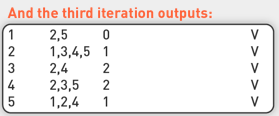 And the third iteration outputs:
1 2,5 0 V
2 1,3,4,5 1 V
3 2,4 2 V
4 2,3,5 2 V
5 1,2,4 1 V